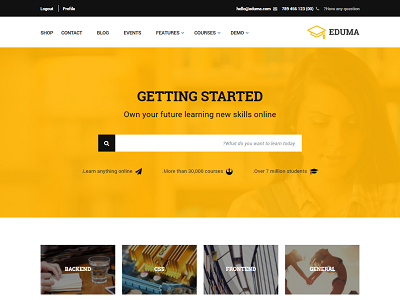 Logout Profile hello@eduma.com 789 456 123 (00) ?Have any question
SHOP CONTACT BLOG EVENTS FEATURES COURSES DEMO EDUMA
GETTING STARTED
Own your future learning new skills online
?What do you want to learn today
Learn anything online .More than 30,000 courses .Over 7 million students
BACKEND CSS FRONTEND GENERAL